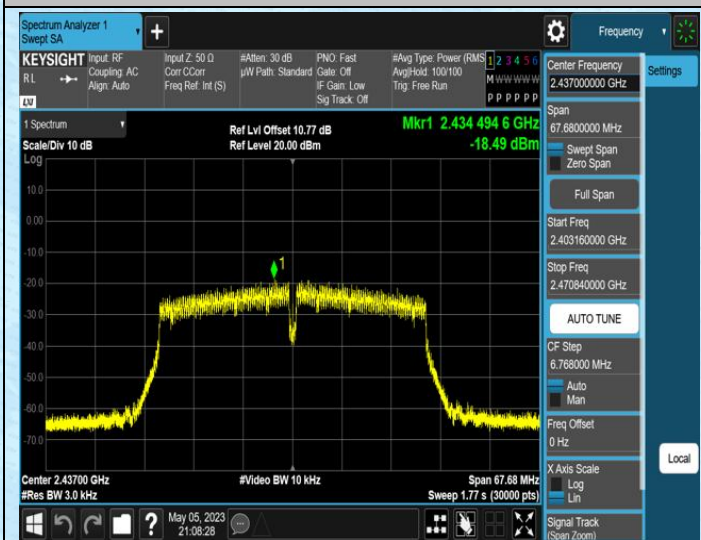 Spectrum Analyzer 1
Swept SA
Frequency
KEYSIGHT
RL
LXI
Input: RF
Coupling: AC
Align: Auto
Input Z: 50 Ω
Corr CCorr
Freq Ref: Int (S)
#Atten: 30 dB
µW Path: Standard
PNO: Fast
Gate: Off
IF Gain: Low
Sig Track: Off
#Avg Type: Power (RMS
Avg|Hold: 100/100
Trig: Free Run
1 2 3 4 5 6
M W W W W W
P P P P P P
1 Spectrum
Scale/Div 10 dB
Log
Ref Lvl Offset 10.77 dB
Ref Level 20.00 dBm
Mkr1 2.434 494 6 GHz
-18.49 dBm
10.0
0.00
-10.0
-20.0
-30.0
-40.0
-50.0
-60.0
-70.0
1
Center 2.43700 GHz
#Res BW 3.0 kHz
#Video BW 10 kHz
Span 67.68 MHz
Sweep 1.77 s (30000 pts)
Center Frequency
2.437000000 GHz
Settings
Span
67.6800000 MHz
Swept Span
Zero Span
Full Span
Start Freq
2.403160000 GHz
Stop Freq
2.470840000 GHz
AUTO TUNE
CF Step
6.768000 MHz
Auto
Man
Freq Offset
0 Hz
X Axis Scale
Log
Lin
Local
Signal Track
(Span Zoom)
?
May 05, 2023
21:08:28